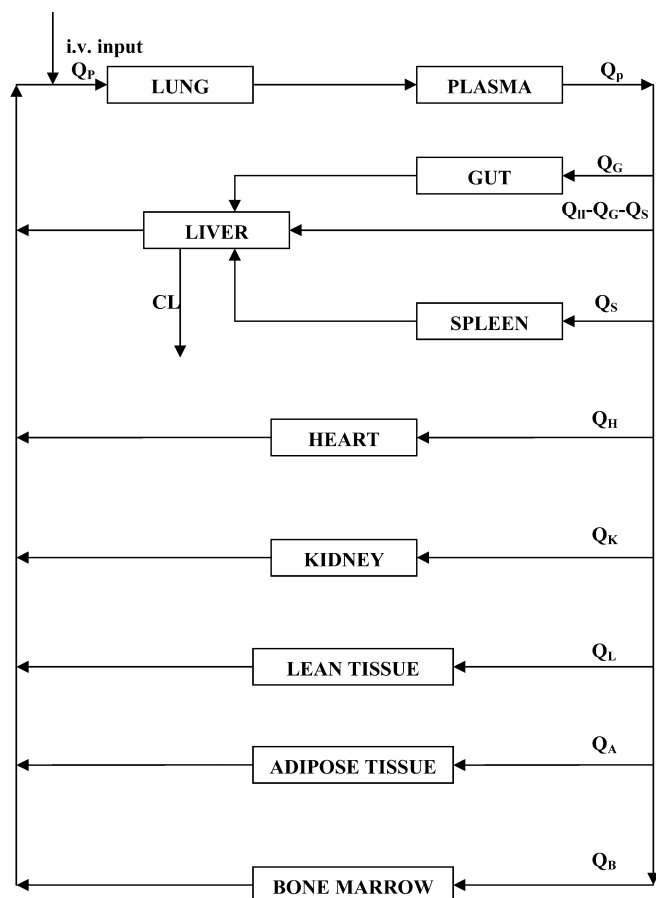 i.v. input
QP LUNG PLASMA Qp
GUT QG
LIVER QII-QG-QS
CL SPLEEN QS
HEART QH
KIDNEY QK
LEAN TISSUE QL
ADIPOSE TISSUE QA
BONE MARROW QB